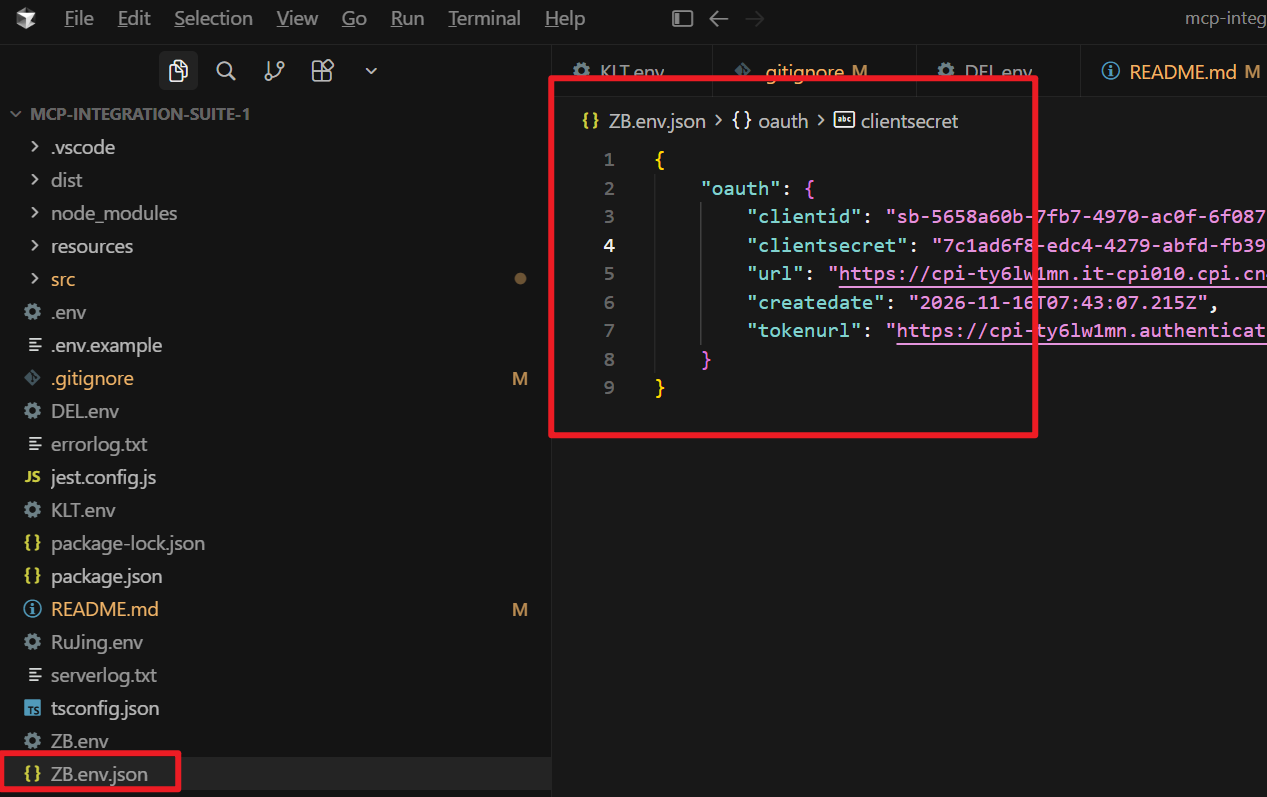 File Edit Selection View Go Run Terminal Help
mcp-integ
KLT.env .gitignore M DEL.env README.md M
MCP-INTEGRATION-SUITE-1
.vscode
dist
node_modules
resources
src
.env
.env.example
.gitignore M
DEL.env
errorlog.txt
JS jest.config.js
KLT.env
package-lock.json
package.json
README.md M
RuJing.env
serverlog.txt
TS tsconfig.json
ZB.env
{} ZB.env.json
{} ZB.env.json > {} oauth > abc clientsecret
1 {
2 "oauth": {
3 "clientid": "sb-5658a60b-7fb7-4970-ac0f-6f087
4 "clientsecret": "7c1ad6f8-edc4-4279-abfd-fb39
5 "url": "https://cpi-ty6lw1mn.it-cpi010.cpi.cn
6 "createdate": "2026-11-16T07:43:07.215Z",
7 "tokenurl": "https://cpi-ty6lw1mn.authenticat
8 }
9 }